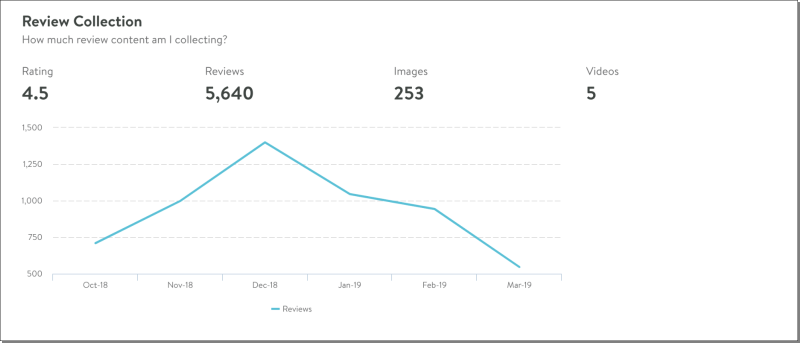 Review Collection
How much review content am I collecting?
Rating Reviews Images Videos
4.5 5,640 253 5
1,500
1,250
1,000
750
500
Oct-18 Nov-18 Dec-18 Jan-19 Feb-19 Mar-19
Reviews